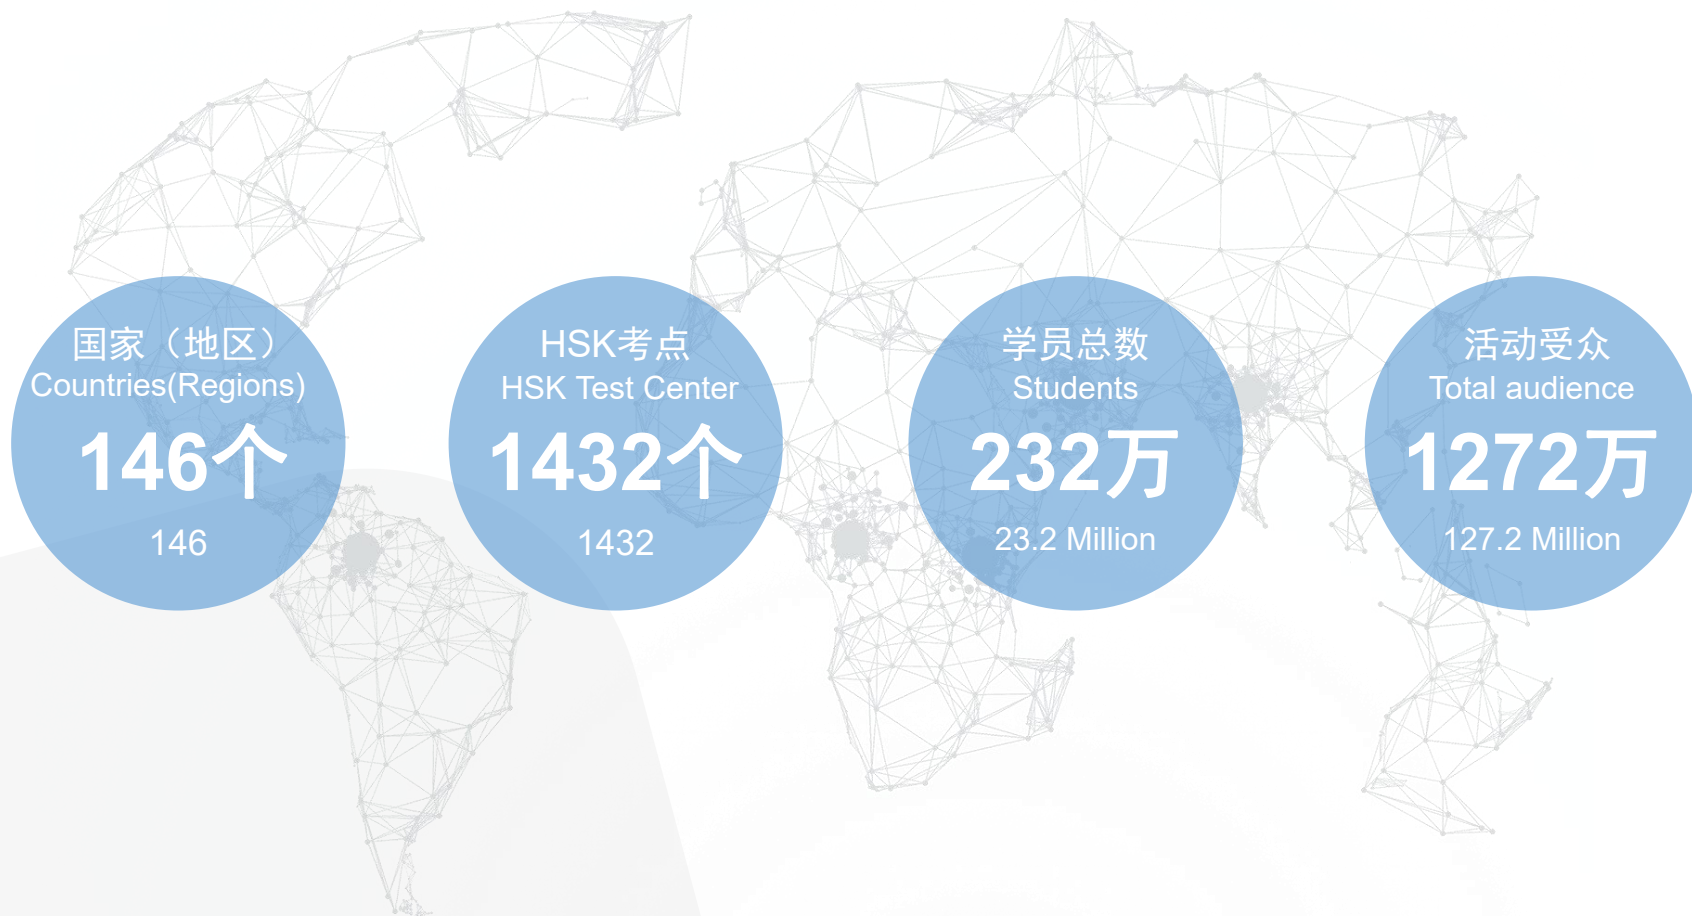 国家（地区）
Countries(Regions)
146个
146
HSK考点
HSK Test Center
1432个
1432
学员总数
Students
232万
23.2 Million
活动受众
Total audience
1272万
127.2 Million